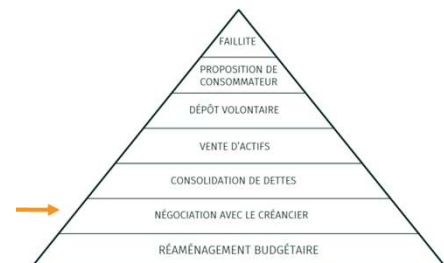 FAILLITE
PROPOSITION DE
CONSOMMATEUR
DÉPÔT VOLONTAIRE
VENTE D'ACTIFS
CONSOLIDATION DE DETTES
NÉGOCIATION AVEC LE CRÉANCIER
RÉAMÉNAGEMENT BUDGÉTAIRE